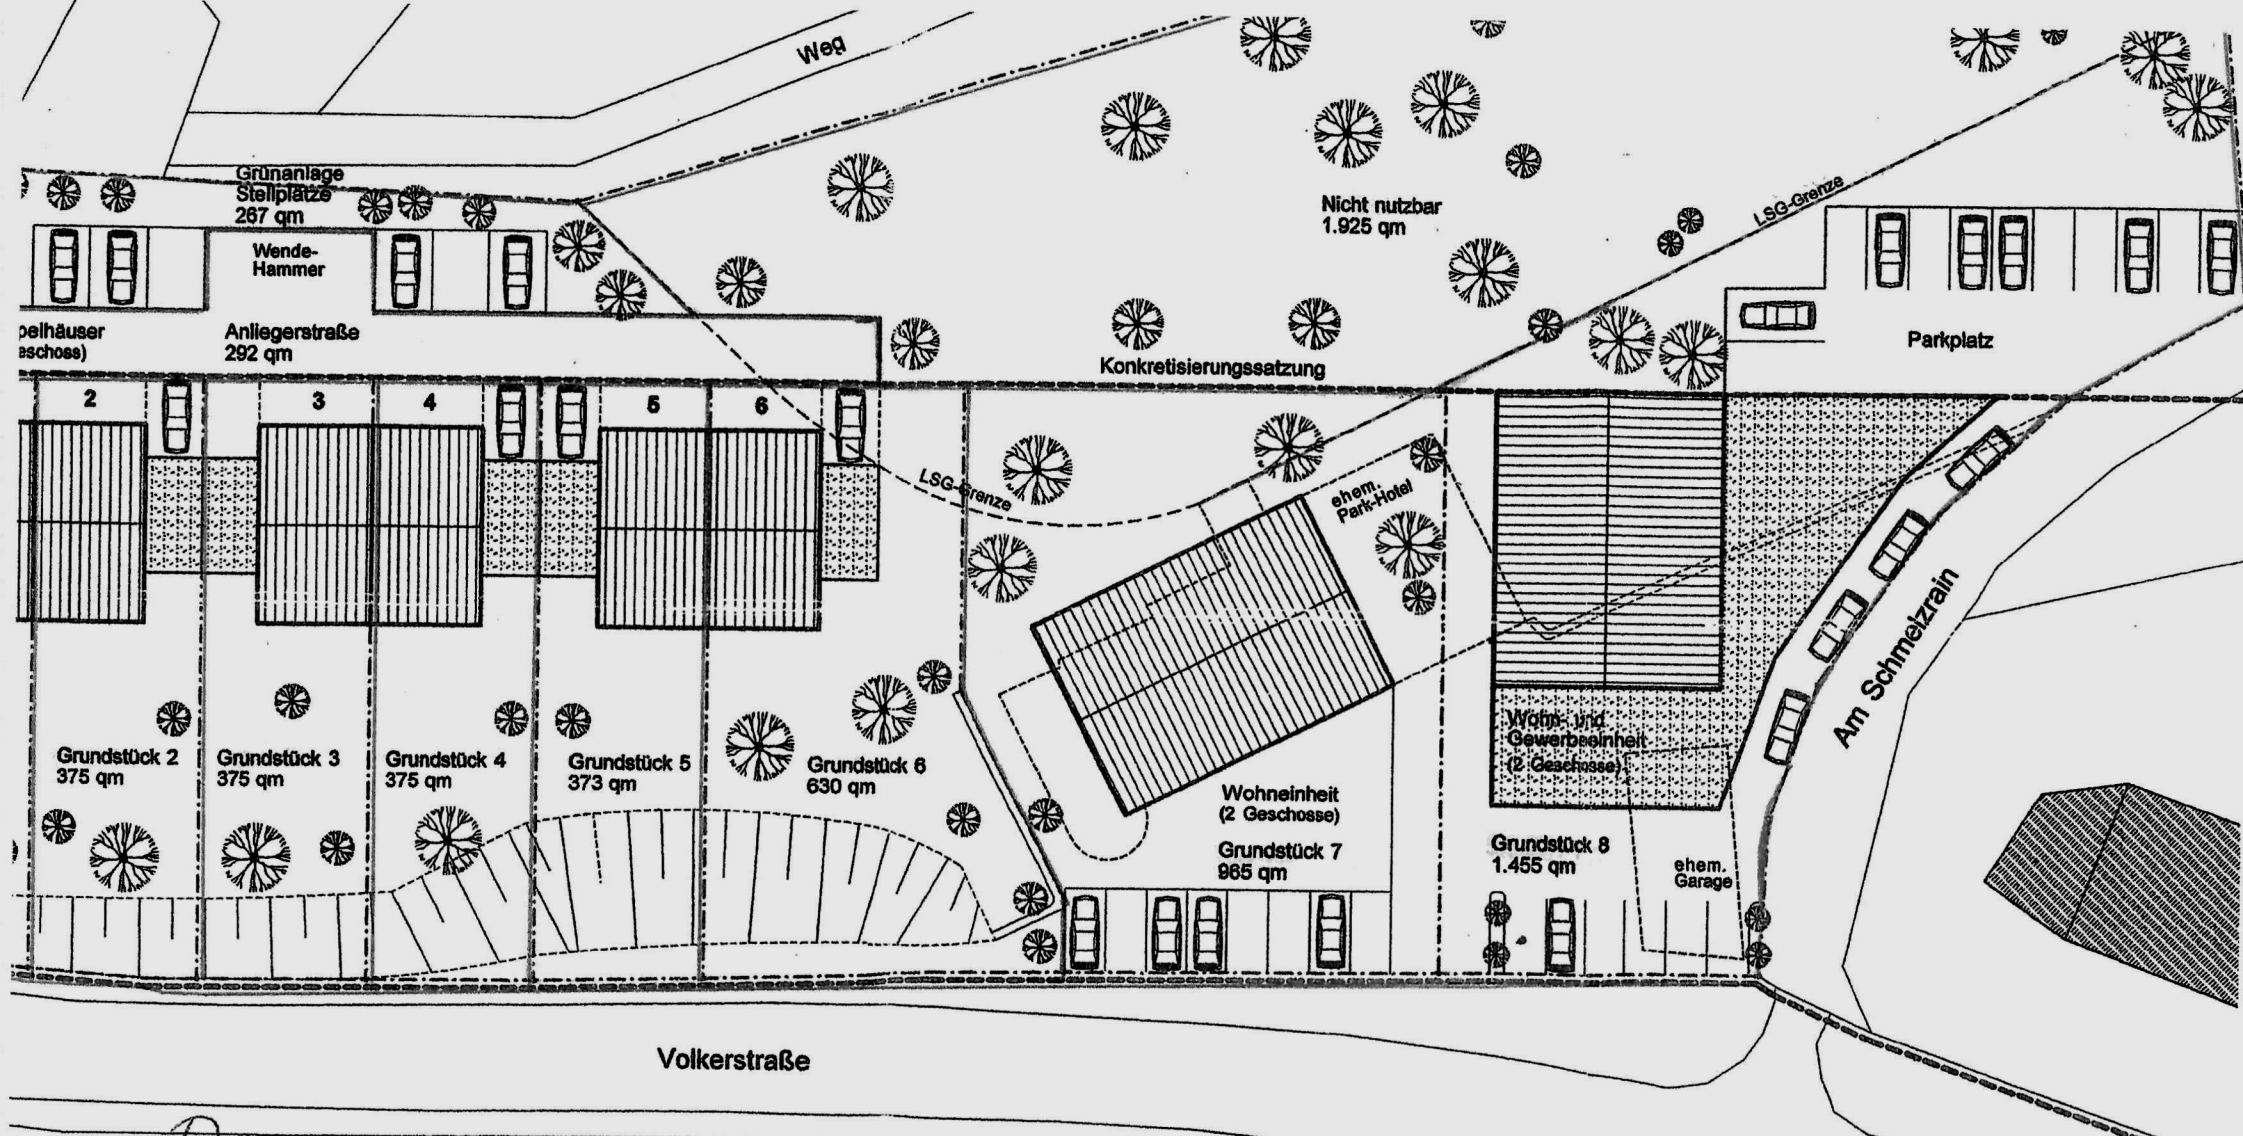 Weg
Grünanlage
Stellplätze
267 qm
Wende-
Hammer
Nicht nutzbar
1.925 qm
LSG-Grenze
pelhäuser
eschoss)
Anliegerstraße
292 qm
Parkplatz
Konkretisierungssatzung
2
3
4
5
6
LSG-Grenze
ehem.
Park-Hotel
Am Schmelzrain
Wohn- und
Gewerbeeinheit
(2 Geschosse)
Grundstück 2
375 qm
Grundstück 3
375 qm
Grundstück 4
375 qm
Grundstück 5
373 qm
Grundstück 6
630 qm
Wohneinheit
(2 Geschosse)
Grundstück 7
965 qm
Grundstück 8
1.455 qm
ehem.
Garage
Volkerstraße